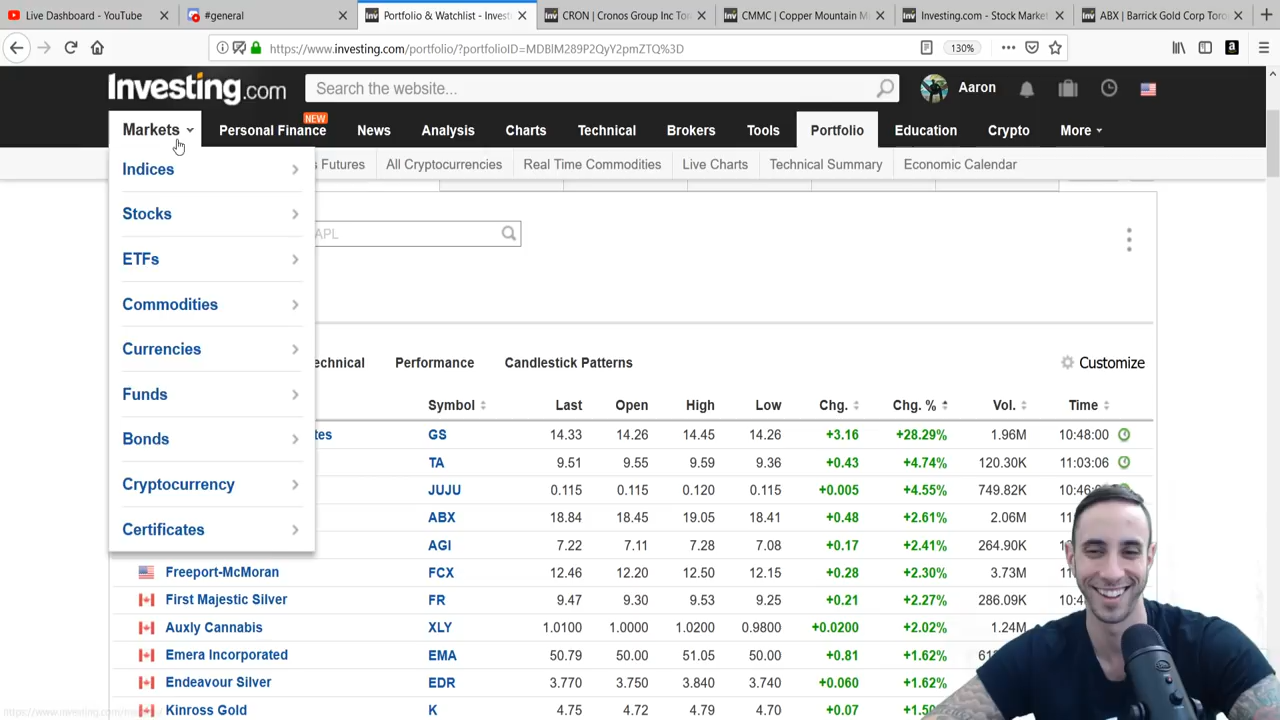 Live Dashboard - YouTube
#general
Portfolio & Watchlist - Investi
CRON | Cronos Group Inc Toro
CMMC | Copper Mountain Mi
Investing.com - Stock Market
ABX | Barrick Gold Corp Toron
https://www.investing.com/portfolio/?portfolioID=MDBlM289P2QyY2pmZTQ%3D
130%
Investing.com
Search the website...
Aaron
Markets
Personal Finance
NEW
News
Analysis
Charts
Technical
Brokers
Tools
Portfolio
Education
Crypto
More
s Futures
All Cryptocurrencies
Real Time Commodities
Live Charts
Technical Summary
Economic Calendar
Indices
Stocks
ETFs
Commodities
Currencies
Funds
Bonds
Cryptocurrency
Certificates
APL
echnical Performance Candlestick Patterns Customize
Symbol Last Open High Low Chg. Chg. % Vol. Time
tes GS 14.33 14.26 14.45 14.26 +3.16 +28.29% 1.96M 10:48:00
TA 9.51 9.55 9.59 9.36 +0.43 +4.74% 120.30K 11:03:06
JUJU 0.115 0.115 0.120 0.115 +0.005 +4.55% 749.82K 10:46:
ABX 18.84 18.45 19.05 18.41 +0.48 +2.61% 2.06M
AGI 7.22 7.11 7.28 7.08 +0.17 +2.41% 264.90K
Freeport-McMoran FCX 12.46 12.20 12.50 12.15 +0.28 +2.30% 3.73M
First Majestic Silver FR 9.47 9.30 9.53 9.25 +0.21 +2.27% 286.09K
Auxly Cannabis XLY 1.0100 1.0000 1.0200 0.9800 +0.0200 +2.02% 1.24M
Emera Incorporated EMA 50.79 50.00 51.05 50.00 +0.81 +1.62%
Endeavour Silver EDR 3.770 3.750 3.840 3.740 +0.060 +1.62%
Kinross Gold K 4.75 4.72 4.79 4.70 +0.07